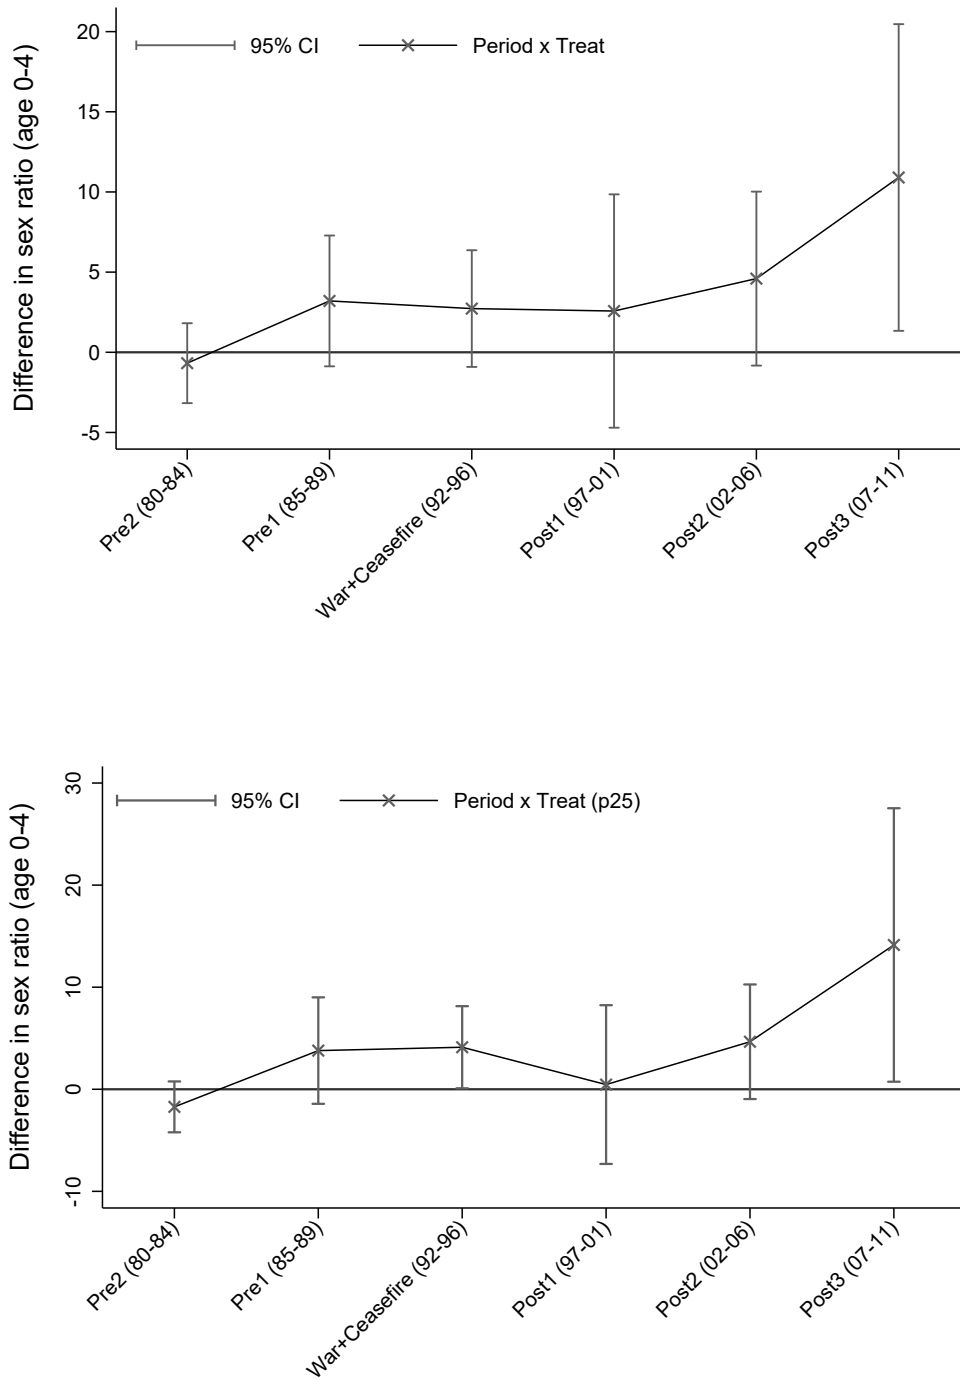 20
15
10
5
0
-5
Difference in sex ratio (age 0-4)
95% CI
Period x Treat
Pre2 (80-84)
Pre1 (85-89)
War+Ceasefire (92-96)
Post1 (97-01)
Post2 (02-06)
Post3 (07-11)
30
20
10
0
-10
Difference in sex ratio (age 0-4)
95% CI
Period x Treat (p25)
Pre2 (80-84)
Pre1 (85-89)
War+Ceasefire (92-96)
Post1 (97-01)
Post2 (02-06)
Post3 (07-11)